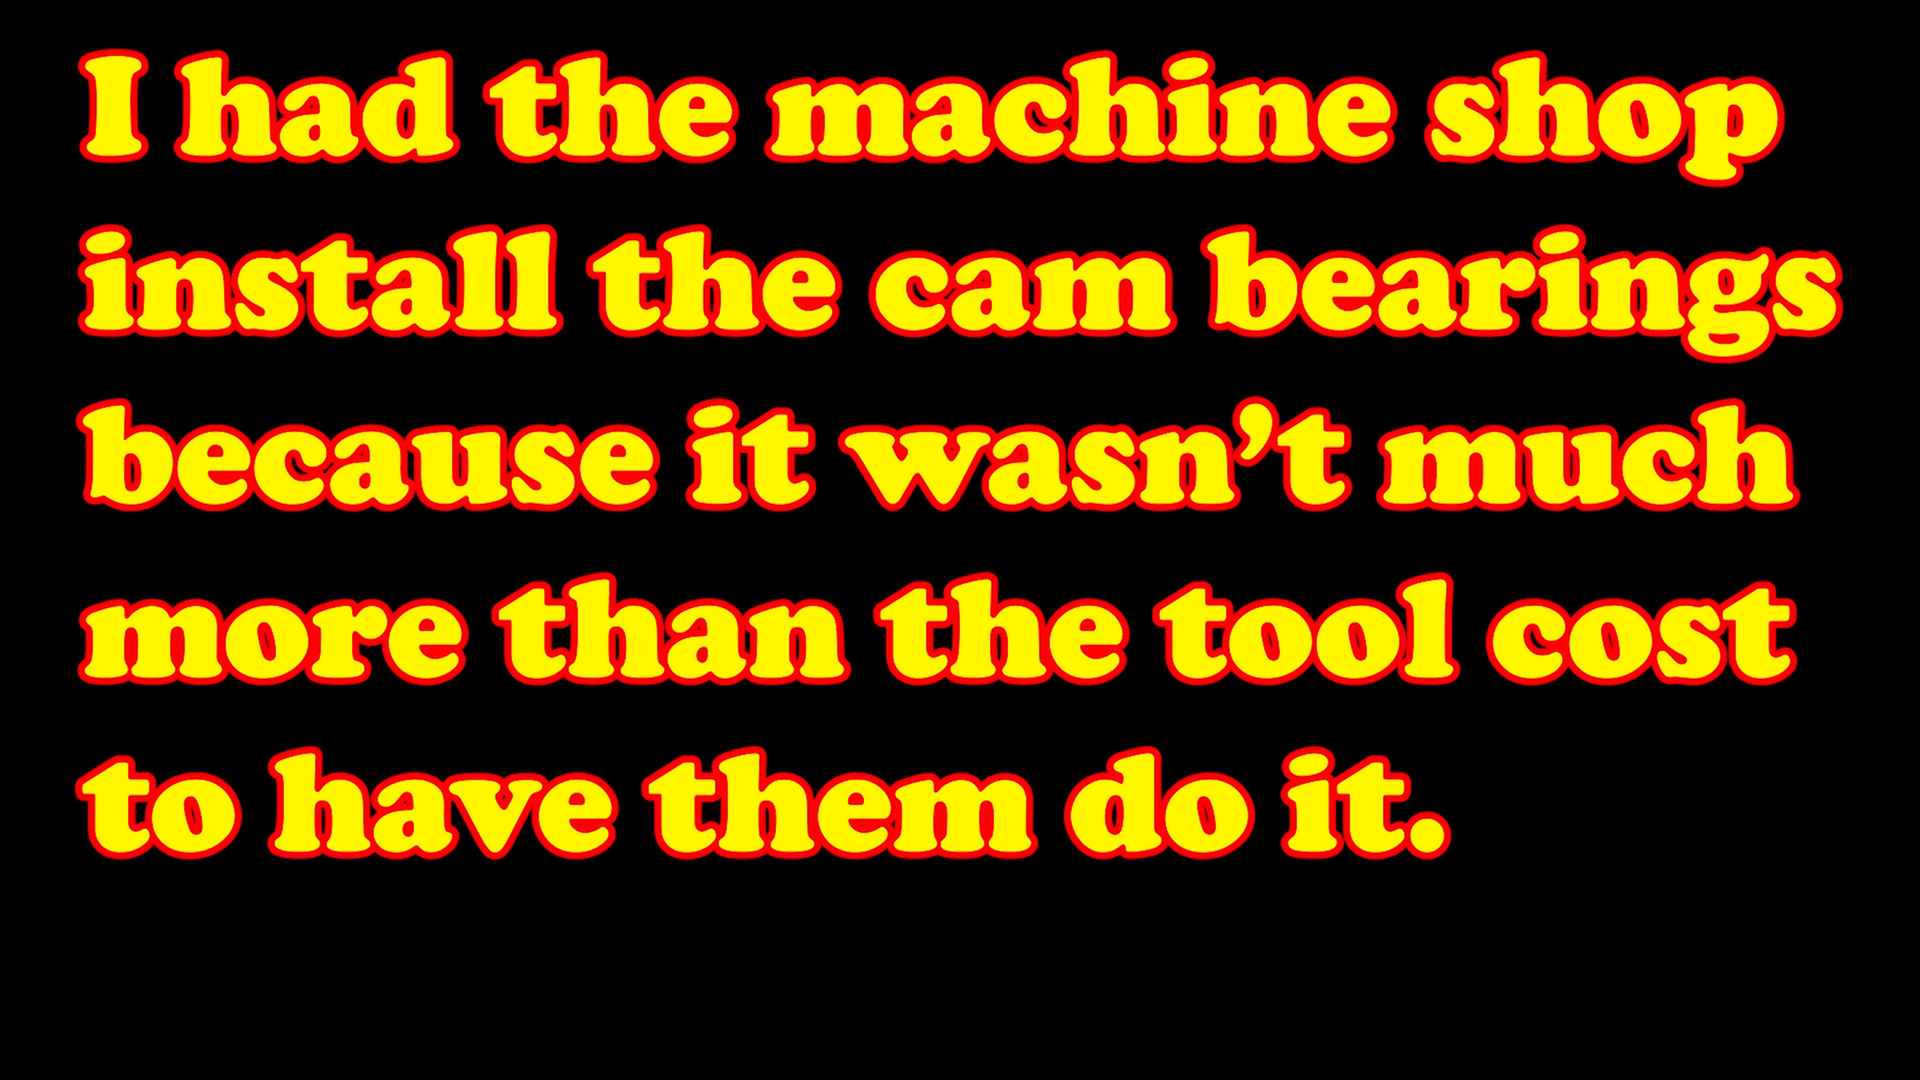 I had the machine shop
install the cam bearings
because it wasn’t much
more than the tool cost
to have them do it.